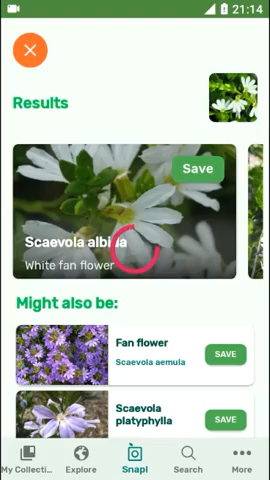 21:14
Results
Save
Scaevola albida
White fan flower
Might also be:
Fan flower
Scaevola aemula
SAVE
Scaevola
platyphylla
SAVE
My Collecti...
Explore
Snap!
Search
More